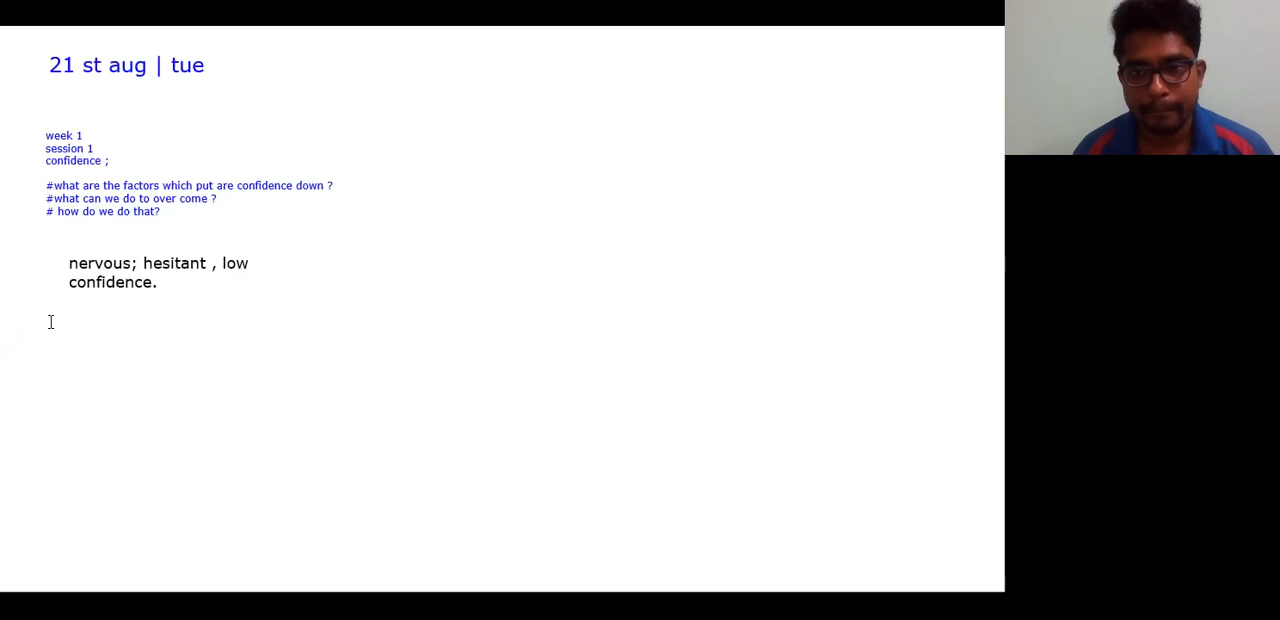 21 st aug | tue
week 1
session 1
confidence ;
#what are the factors which put are confidence down ?
#what can we do to over come ?
# how do we do that?
nervous; hesitant , low
confidence.